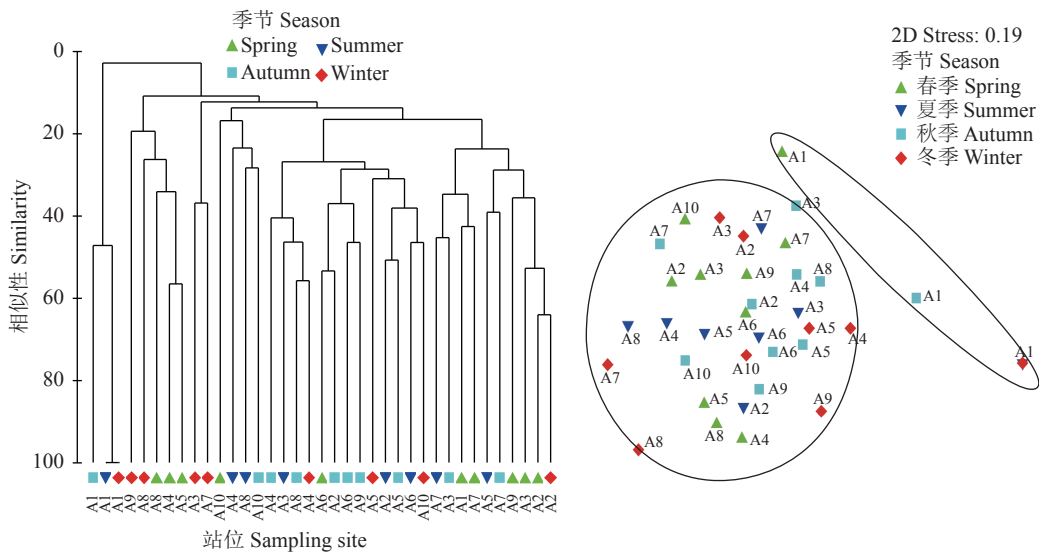 季节 Season
Spring Summer
Autumn Winter
0
20
40
60
80
100
相似性 Similarity
A1 A1 A1 A9 A8 A8 A4 A5 A3 A7 A10 A4 A8 A10 A4 A3 A8 A4 A6 A2 A6 A9 A5 A2 A5 A6 A10 A7 A3 A1 A7 A5 A7 A9 A3 A2 A2
站位 Sampling site
2D Stress: 0.19
季节 Season
春季 Spring
夏季 Summer
秋季 Autumn
冬季 Winter
A1
A10 A3 A7 A3
A7 A2 A7
A2 A3 A9 A4 A8
A2 A3 A1
A8 A4 A5 A6 A6 A5 A4
A10 A10 A6 A5
A7 A1
A5 A2 A9 A9
A8 A8 A4